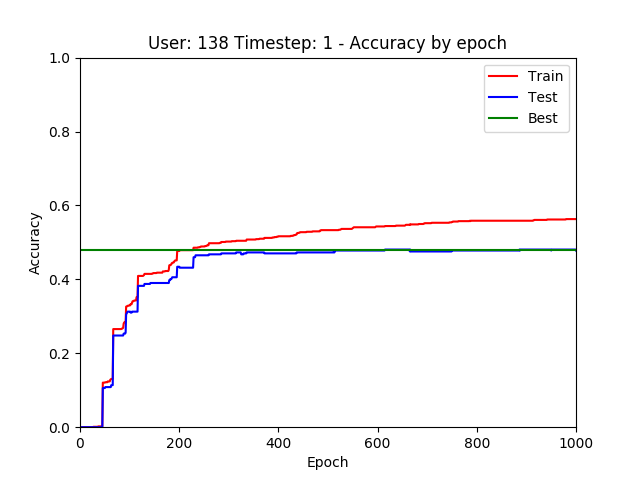 User: 138 Timestep: 1 - Accuracy by epoch
1.0
0.8
0.6
0.4
0.2
0.0
Accuracy
Train
Test
Best
0 200 400 600 800 1000
Epoch